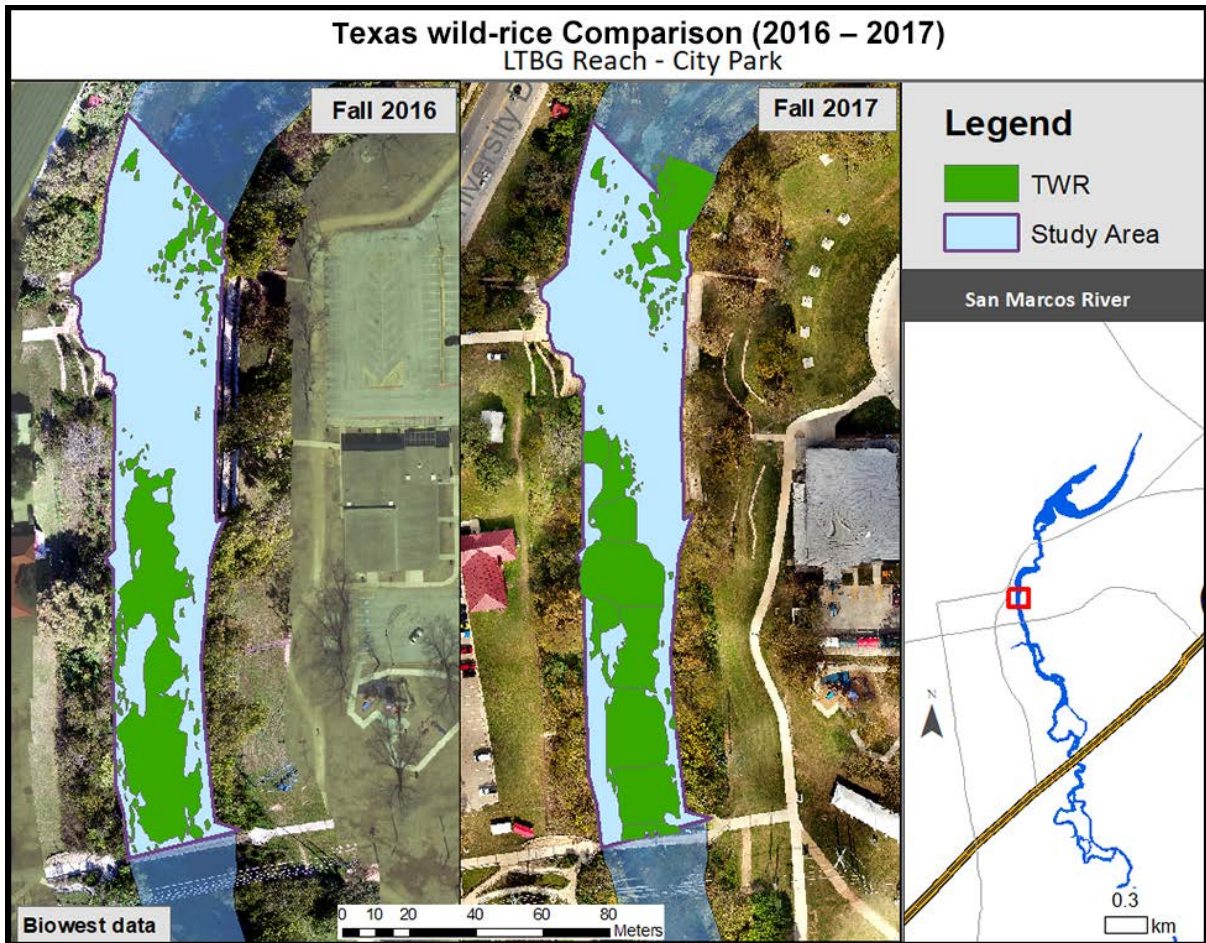 Texas wild-rice Comparison (2016 – 2017)
LTBG Reach - City Park
Fall 2016
Fall 2017
Legend
TWR
Study Area
San Marcos River
N
0.3
km
0 10 20 40 60 80
Meters
Biowest data